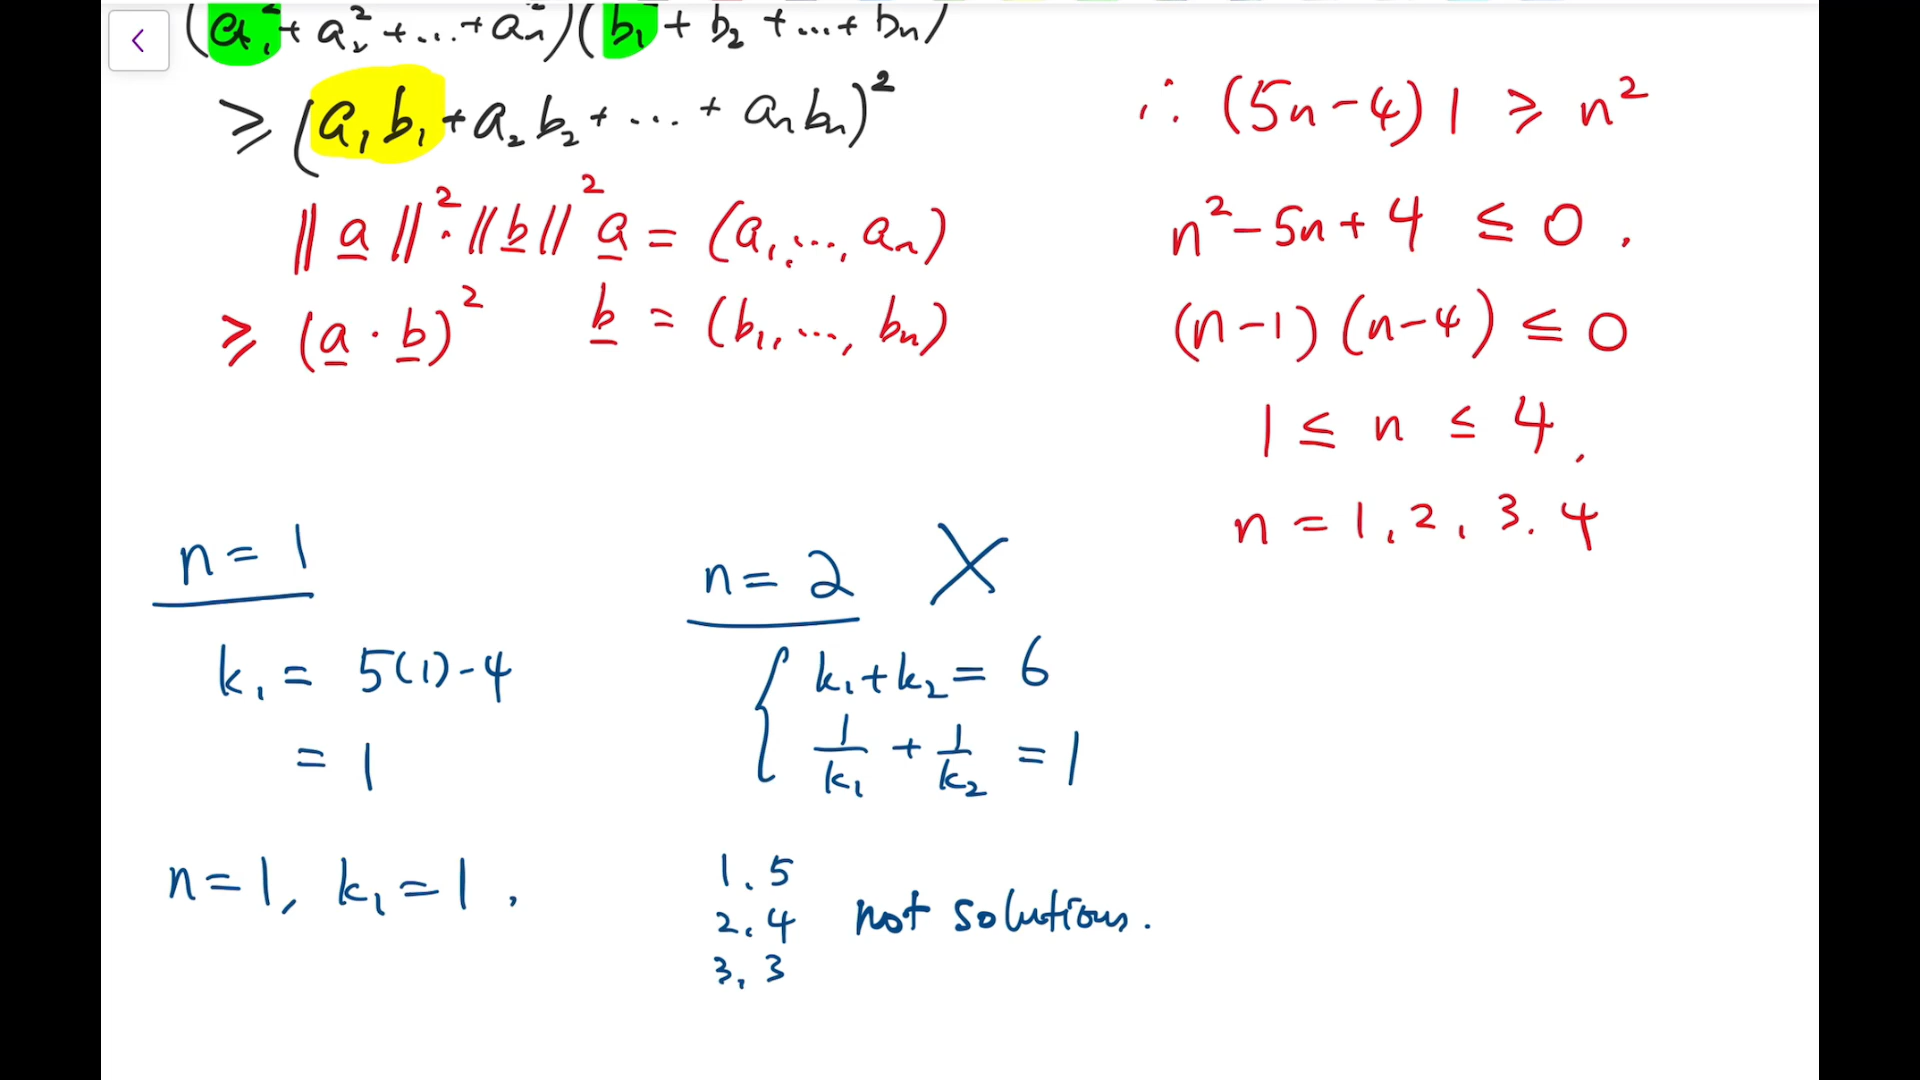 (a₁²+ a₂² + ... + aₙ²)(b₁ + b₂ + ... + bₙ)
≥ (a₁b₁ + a₂b₂ + ... + aₙbₙ)²
‖a‖² · ‖b‖² a = (a₁, ..., aₙ)
≥ (a · b)² b = (b₁, ..., bₙ)
∴ (5n-4) 1 ≥ n²
n² - 5n + 4 ≤ 0.
(n-1)(n-4) ≤ 0
1 ≤ n ≤ 4.
n = 1, 2, 3. 4
n = 1
k₁ = 5(1)-4
= 1
n=1, k₁=1.
n = 2 X
{ k₁+k₂ = 6
1/k₁ + 1/k₂ = 1
1. 5
2. 4 not solutions.
3, 3